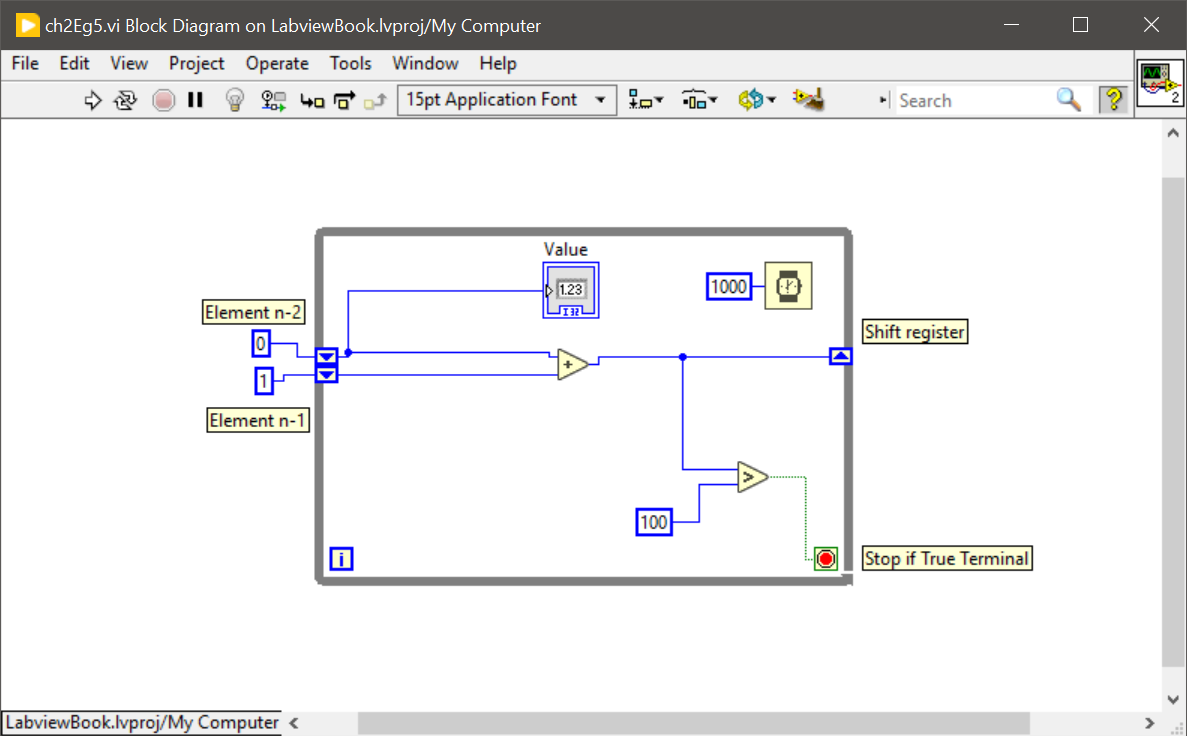 ch2Eg5.vi Block Diagram on LabviewBook.lvproj/My Computer
File Edit View Project Operate Tools Window Help
15pt Application Font
Search
?
2
Value
1.23
I32
1000
Element n-2
0
1
Element n-1
+
Shift register
>
100
i
Stop if True Terminal
LabviewBook.lvproj/My Computer